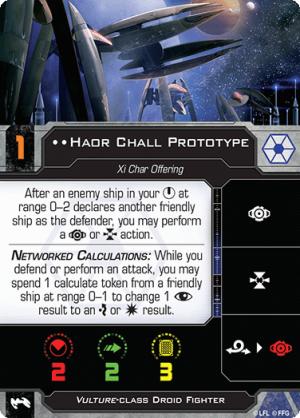 ••Haor Chall Prototype
1
Xi Char Offering
After an enemy ship in your
at
range 0–2 declares another friendly
ship as the defender, you may perform
a
or
action.
Networked Calculations: While you
defend or perform an attack, you may
spend 1 calculate token from a friendly
ship at range 0–1 to change 1
result to an
or
result.
2
2
3
Vulture-class Droid Fighter
©LFL ©FFG